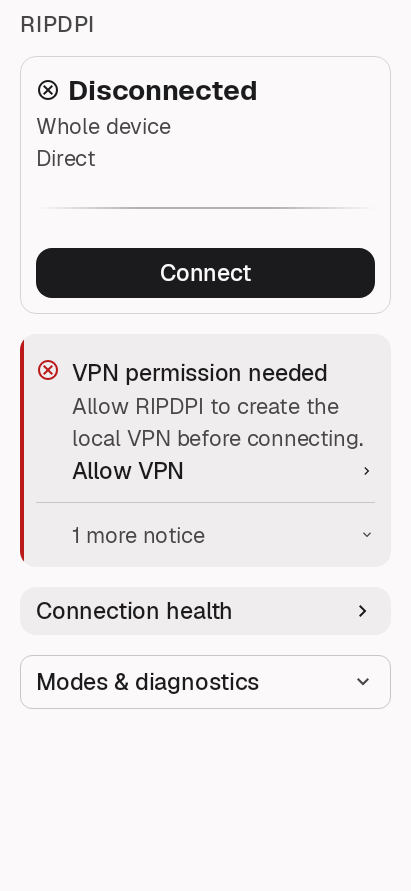 RIPDPI
Disconnected
Whole device
Direct
Connect
VPN permission needed
Allow RIPDPI to create the
local VPN before connecting.
Allow VPN
1 more notice
Connection health
Modes & diagnostics